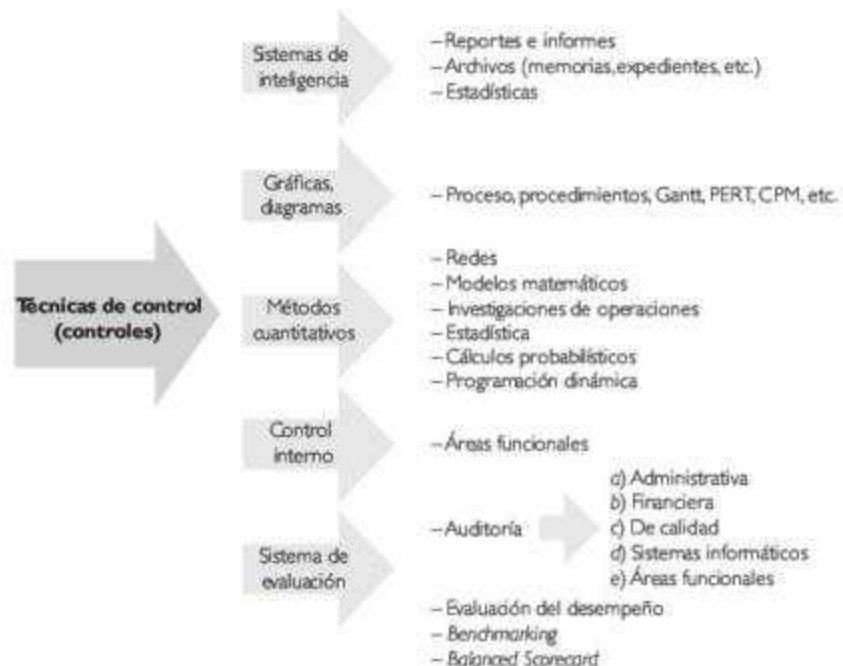 Técnicas de control
(controles)
Sistemas de
inteligencia
– Reportes e informes
– Archivos (memorias, expedientes, etc.)
– Estadísticas
Gráficas,
diagramas
– Proceso, procedimientos, Gantt, PERT, CPM, etc.
Métodos
cuantitativos
– Redes
– Modelos matemáticos
– Investigaciones de operaciones
– Estadística
– Cálculos probabilísticos
– Programación dinámica
Control
interno
– Áreas funcionales
Sistema de
evaluación
– Auditoría
a) Administrativa
b) Financiera
c) De calidad
d) Sistemas informáticos
e) Áreas funcionales
– Evaluación del desempeño
– Benchmarking
– Balanced Scorecard